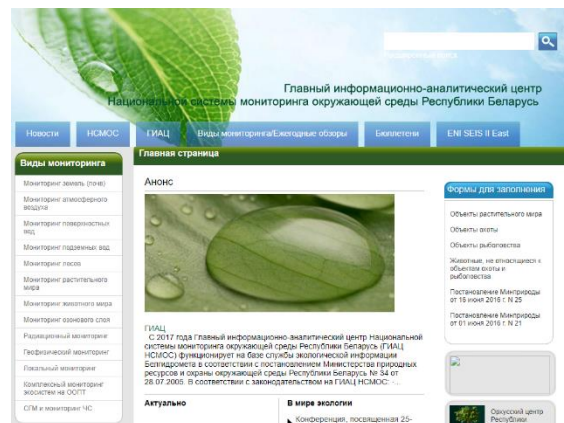 Главный информационно-аналитический центр
Национальной системы мониторинга окружающей среды Республики Беларусь
Новости
НСМОС
ГИАЦ
Виды мониторинга/Ежегодные обзоры
Бюллетени
ENI SEIS II East
Виды мониторинга
Мониторинг земель (почв)
Мониторинг атмосферного
воздуха
Мониторинг поверхностных
вод
Мониторинг подземных вод
Мониторинг лесов
Мониторинг растительного
мира
Мониторинг животного мира
Мониторинг озонового слоя
Радиационный мониторинг
Геофизический мониторинг
Локальный мониторинг
Комплексный мониторинг
экосистем на ООПТ
СГМ и мониторинг ЧС
Главная страница
Анонс
ГИАЦ
С 2017 года Главный информационно-аналитический центр Национальной
системы мониторинга окружающей среды Республики Беларусь (ГИАЦ
НСМОС) функционирует на базе службы экологической информации
Белгидромета в соответствии с постановлением Министерства природных
ресурсов и охраны окружающей среды Республики Беларусь № 34 от
28.07.2005. В соответствии с законодательством на ГИАЦ НСМОС: -...
Актуально
В мире экологии
Конференция, посвященная 25-
Формы для заполнения
Объекты растительного мира
Объекты охоты
Объекты рыболовства
Животные, не относящиеся к
объектам охоты и
рыболовства
Постановление Минприроды
от 16 июня 2016 г. N 25
Постановление Минприроды
от 01 июня 2016 г. N 21
Орхусский центр
Республики